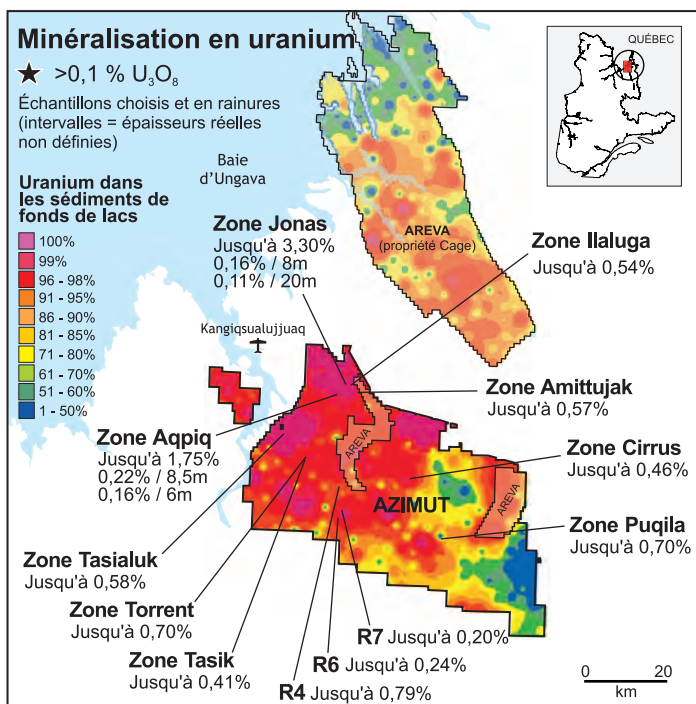 Minéralisation en uranium
★ >0,1 % U₃O₈
Échantillons choisis et en rainures
(intervalles = épaisseurs réelles
non définies)
QUÉBEC
Baie
d'Ungava
Uranium dans
les sédiments de
fonds de lacs
100%
99%
96 - 98%
91 - 95%
86 - 90%
81 - 85%
71 - 80%
61 - 70%
51 - 60%
1 - 50%
Zone Jonas
Jusqu'à 3,30%
0,16% / 8m
0,11% / 20m
AREVA
(propriété Cage)
Zone Ilaluga
Jusqu'à 0,54%
Kangiqsualujjuaq
Zone Amittujak
Jusqu'à 0,57%
Zone Aqpiq
Jusqu'à 1,75%
0,22% / 8,5m
0,16% / 6m
AREVA
Zone Cirrus
Jusqu'à 0,46%
AZIMUT
AREVA
Zone Puqila
Jusqu'à 0,70%
Zone Tasialuk
Jusqu'à 0,58%
Zone Torrent
Jusqu'à 0,70%
Zone Tasik
Jusqu'à 0,41%
R7 Jusqu'à 0,20%
R6 Jusqu'à 0,24%
R4 Jusqu'à 0,79%
0 20
km